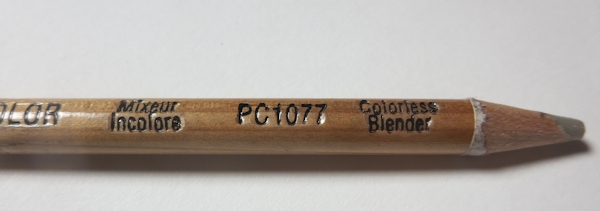 OLOR
Mixeur
Incolore
PC1077
Colorless
Blender